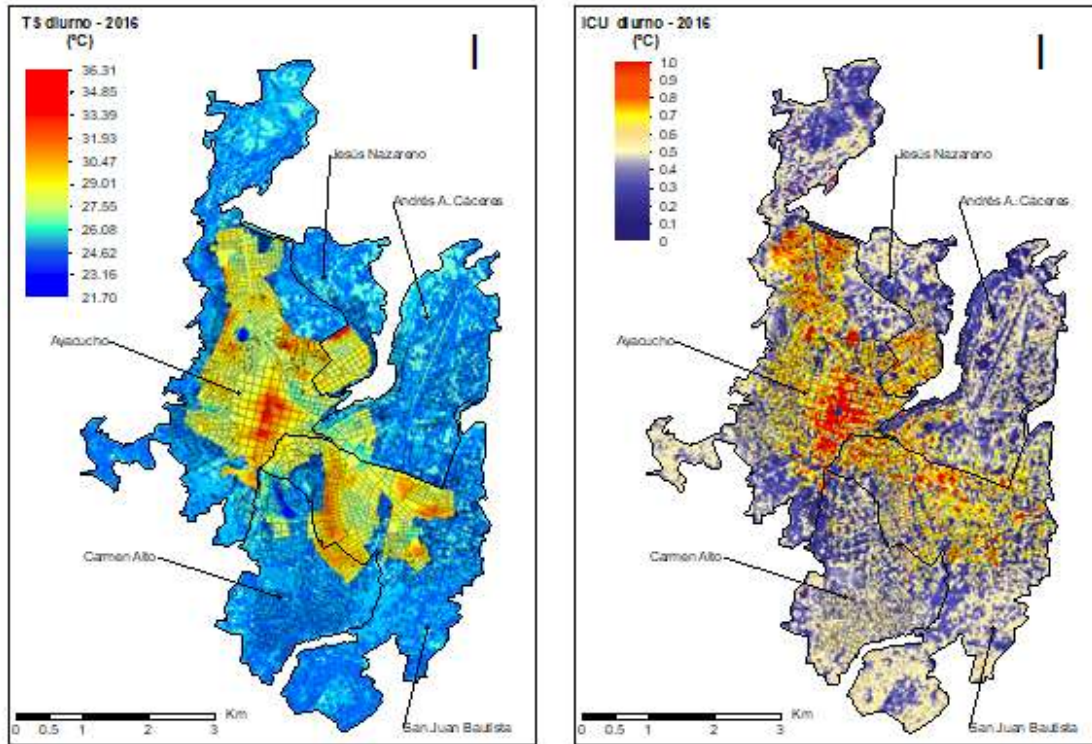 TS diurno - 2016
(°C)
36.31
34.85
33.39
31.93
30.47
29.01
27.55
26.08
24.62
23.16
21.70
Jesús Nazareno
Andrés A. Cáceres
Ayacucho
Carmen Alto
San Juan Bautista
0 0.5 1 2 3
Km
ICU diurno - 2016
(°C)
1.0
0.9
0.8
0.7
0.6
0.5
0.4
0.3
0.2
0.1
0
Jesús Nazareno
Andrés A. Cáceres
Ayacucho
Carmen Alto
San Juan Bautista
0 0.5 1 2 3
Km